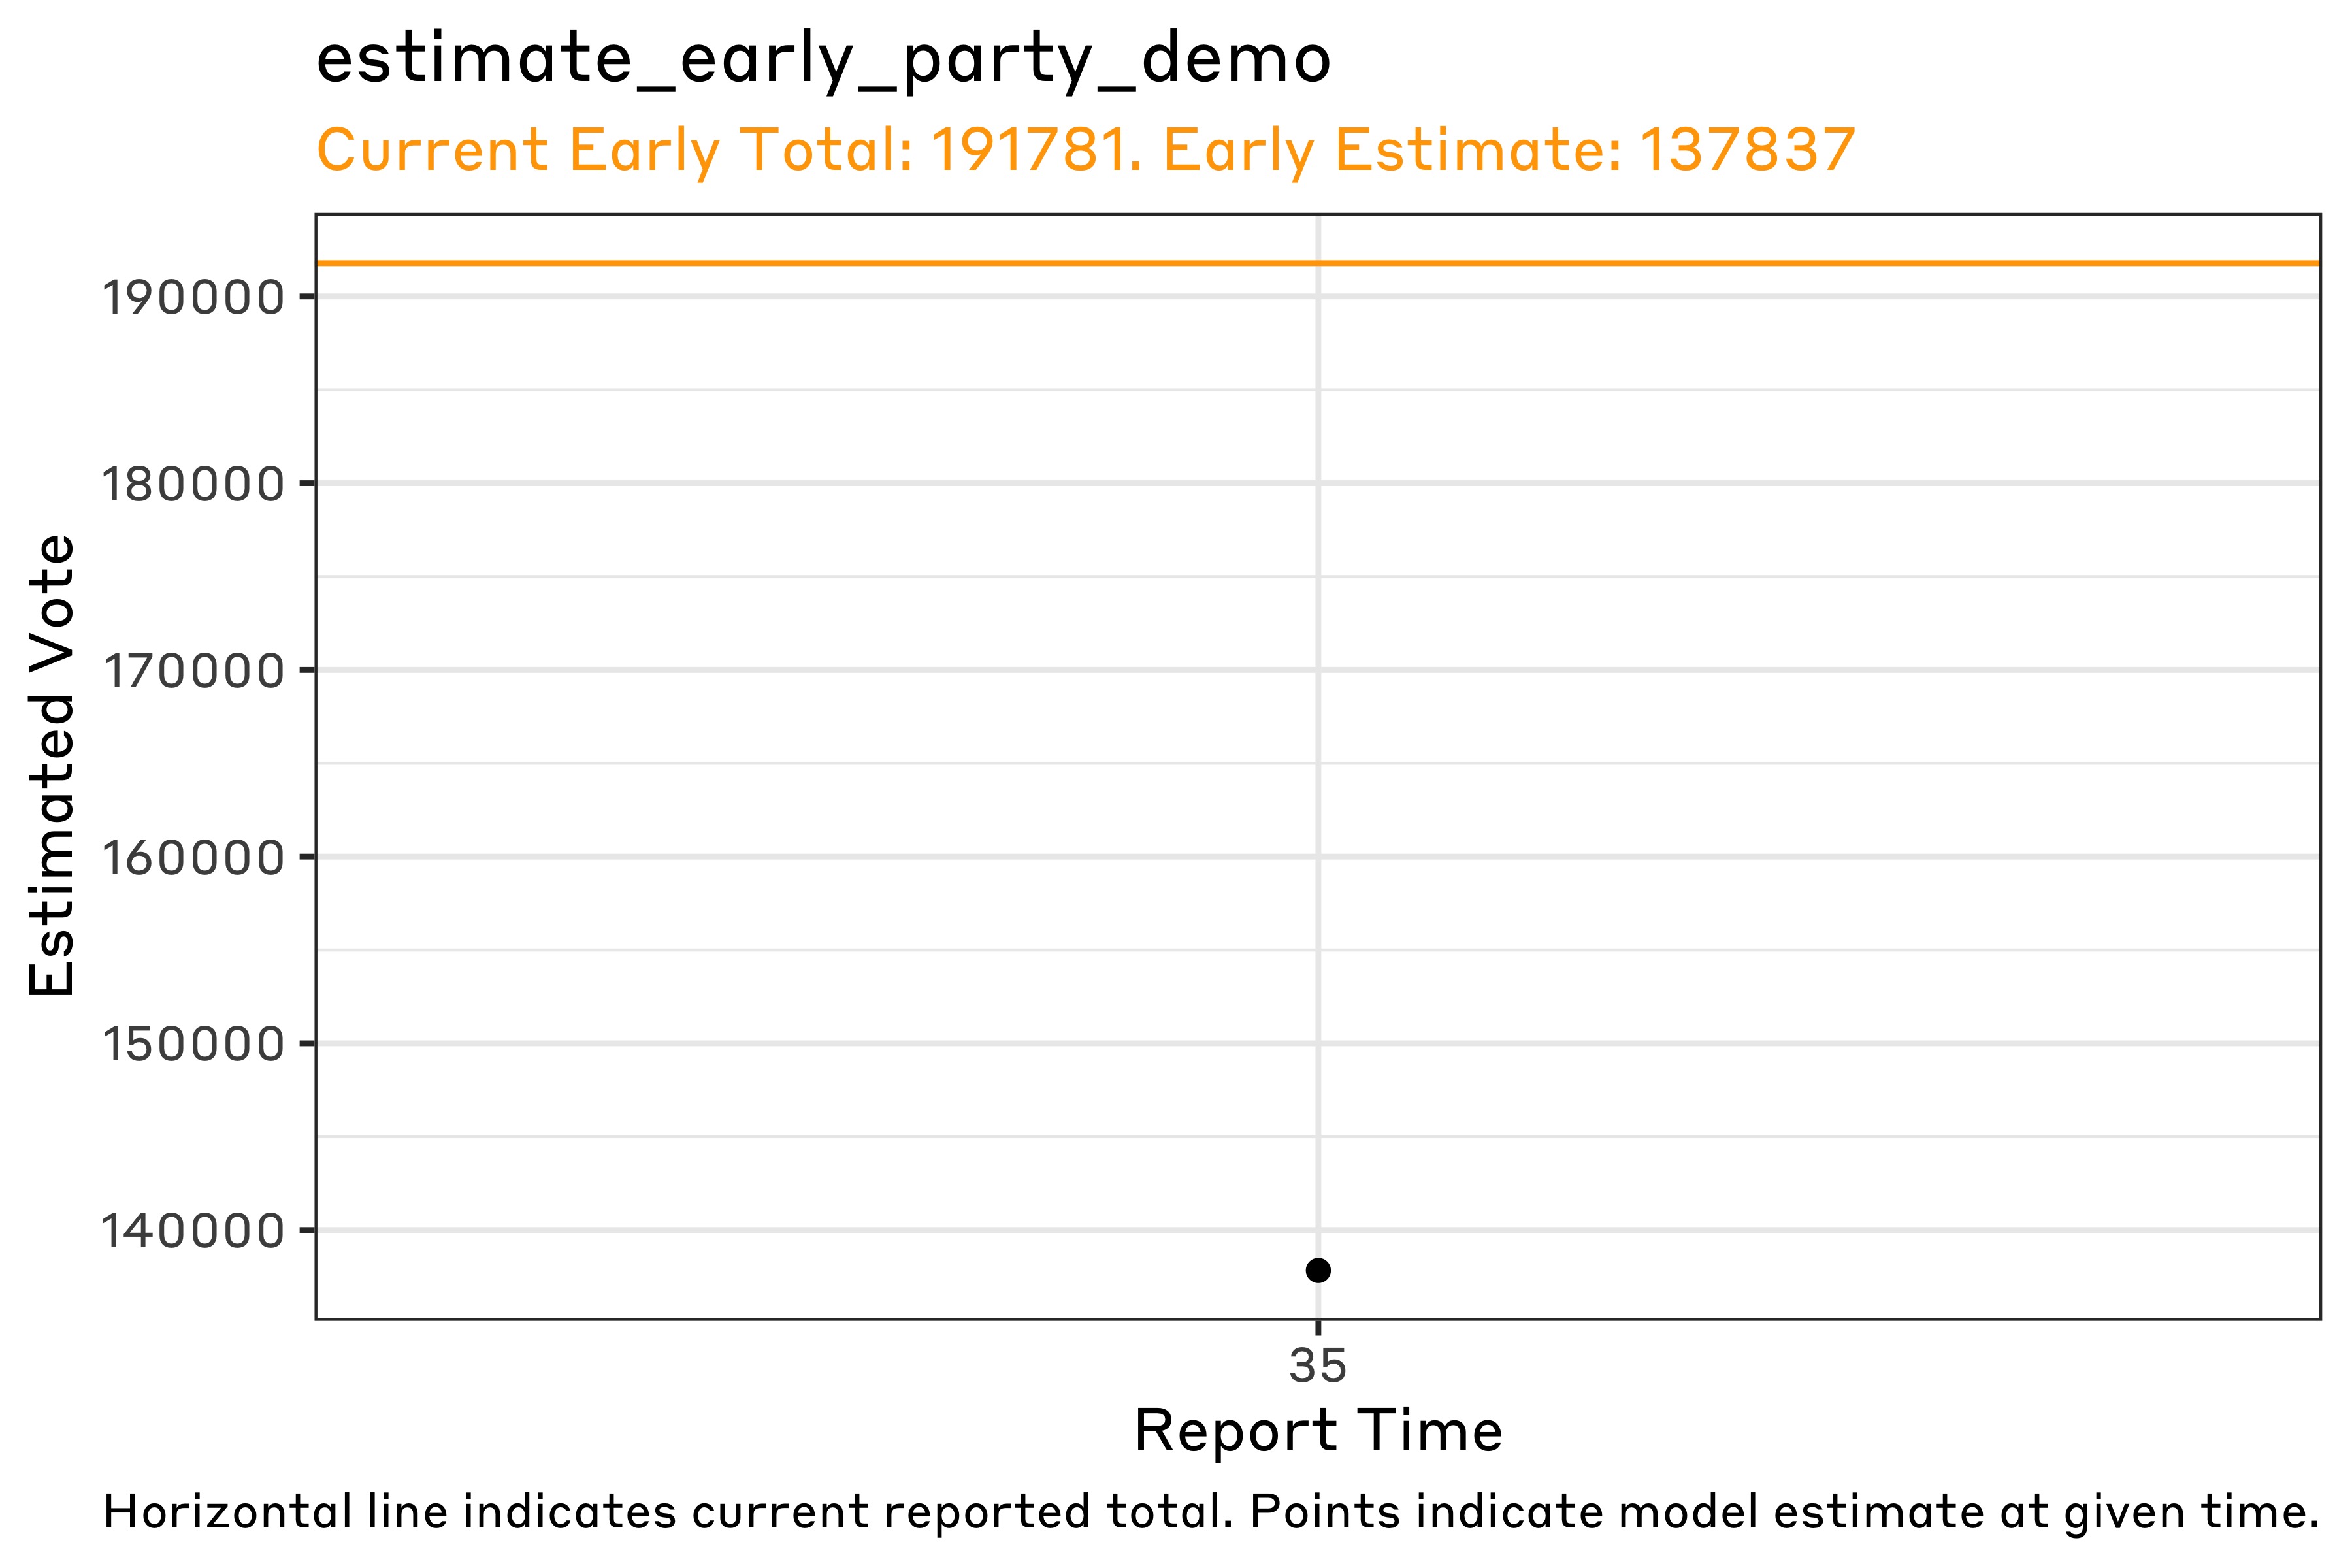 estimate_early_party_demo
Current Early Total: 191781. Early Estimate: 137837
Estimated Vote
190000
180000
170000
160000
150000
140000
35
Report Time
Horizontal line indicates current reported total. Points indicate model estimate at given time.